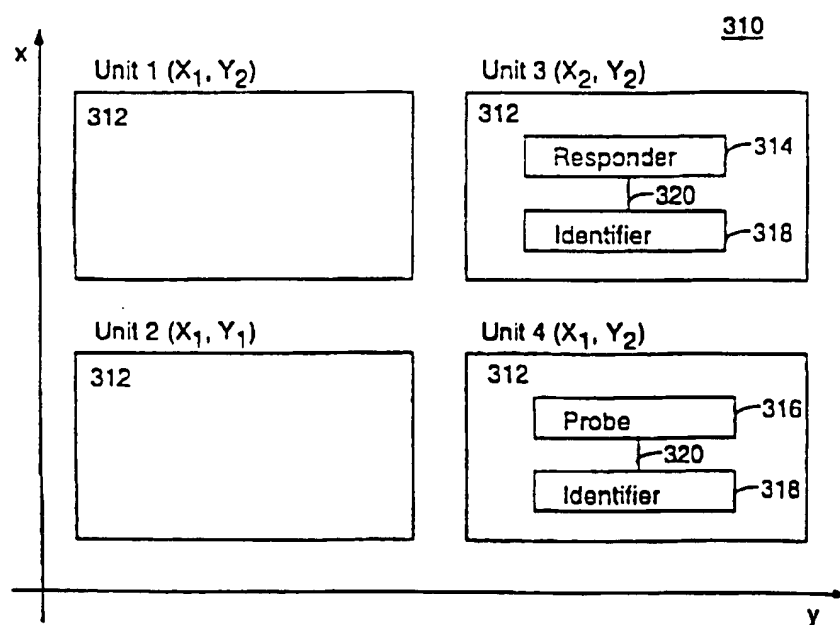 310
x
Unit 1 (X₁, Y₂)
312
Unit 3 (X₂, Y₂)
312
Responder
314
320
Identifier
318
Unit 2 (X₁, Y₁)
312
Unit 4 (X₁, Y₂)
312
Probe
316
320
Identifier
318
y